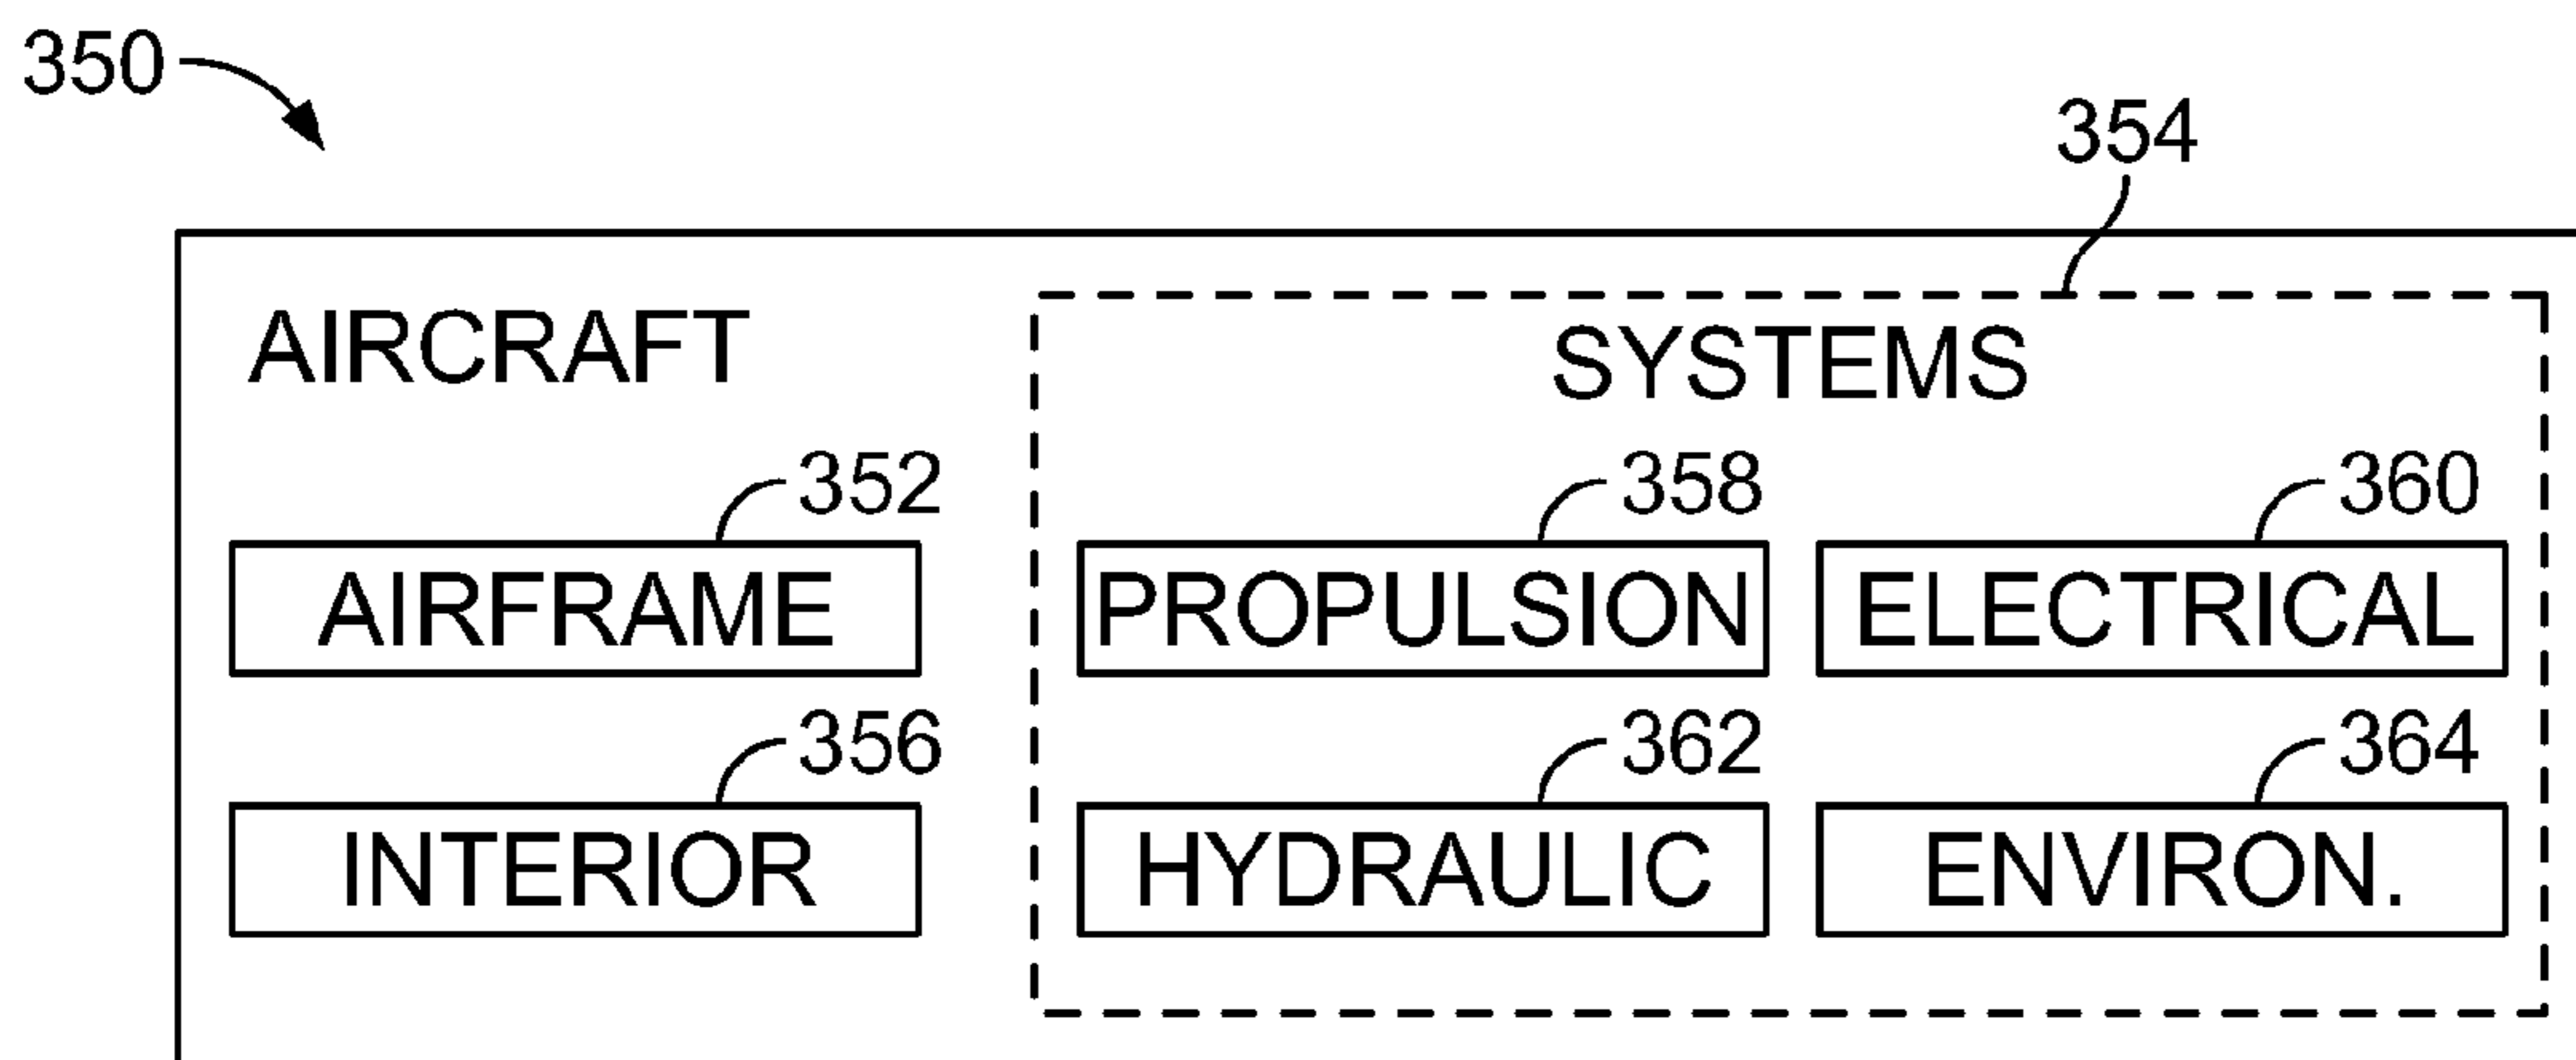 350
354
AIRCRAFT
SYSTEMS
352
358
360
AIRFRAME
PROPULSION
ELECTRICAL
356
362
364
INTERIOR
HYDRAULIC
ENVIRON.